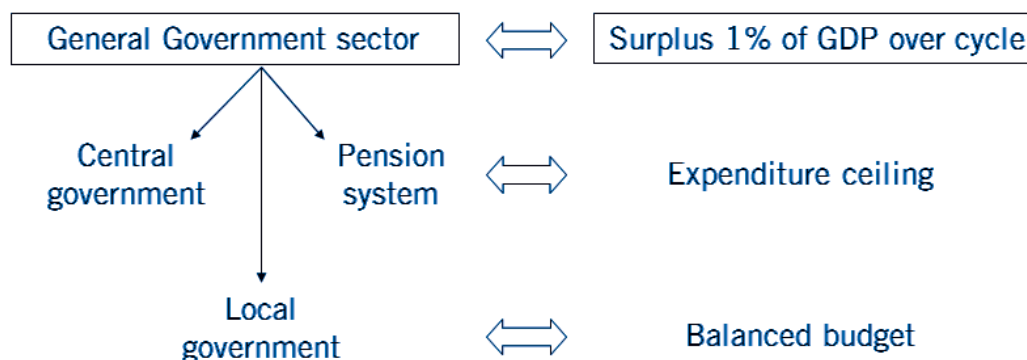 General Government sector
Surplus 1% of GDP over cycle
Central
government
Pension
system
Expenditure ceiling
Local
government
Balanced budget